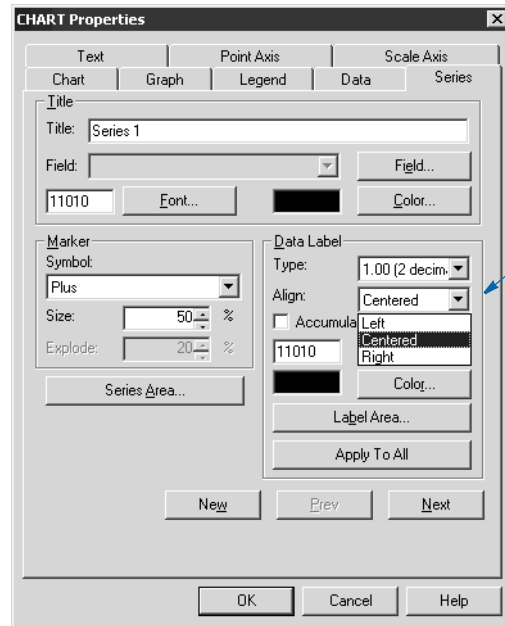 CHART Properties
Text Point Axis Scale Axis
Chart Graph Legend Data Series
Title
Title: Series 1
Field: Field...
11010 Font... Color...
Marker
Symbol:
Plus
Size: 50 %
Explode: 20 %
Series Area...
Data Label
Type: 1.00 (2 decim.
Align: Centered
Accumula
Left
Centered
Right
11010
Color...
Label Area...
Apply To All
New Prev Next
OK Cancel Help